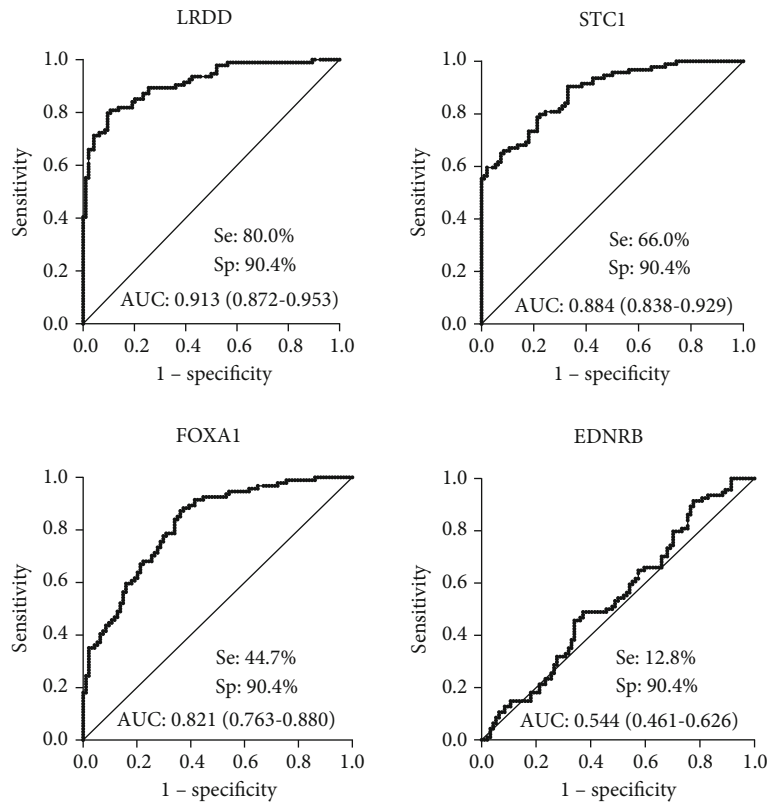 LRDD
1.0
0.8
0.6
0.4
0.2
0.0
Sensitivity
Se: 80.0%
Sp: 90.4%
AUC: 0.913 (0.872-0.953)
0.0 0.2 0.4 0.6 0.8 1.0
1 – specificity
STC1
1.0
0.8
0.6
0.4
0.2
0.0
Sensitivity
Se: 66.0%
Sp: 90.4%
AUC: 0.884 (0.838-0.929)
0.0 0.2 0.4 0.6 0.8 1.0
1 – specificity
FOXA1
1.0
0.8
0.6
0.4
0.2
0.0
Sensitivity
Se: 44.7%
Sp: 90.4%
AUC: 0.821 (0.763-0.880)
0.0 0.2 0.4 0.6 0.8 1.0
1 – specificity
EDNRB
1.0
0.8
0.6
0.4
0.2
0.0
Sensitivity
Se: 12.8%
Sp: 90.4%
AUC: 0.544 (0.461-0.626)
0.0 0.2 0.4 0.6 0.8 1.0
1 – specificity